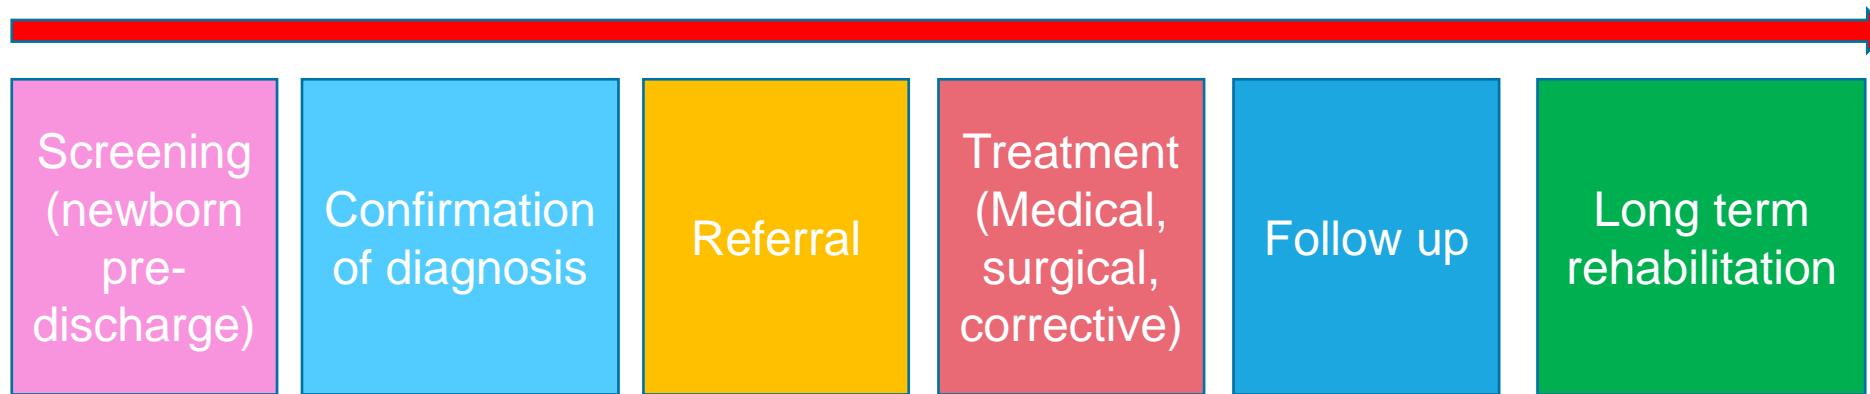 Screening
(newborn
pre-
discharge)
Confirmation
of diagnosis
Referral
Treatment
(Medical,
surgical,
corrective)
Follow up
Long term
rehabilitation